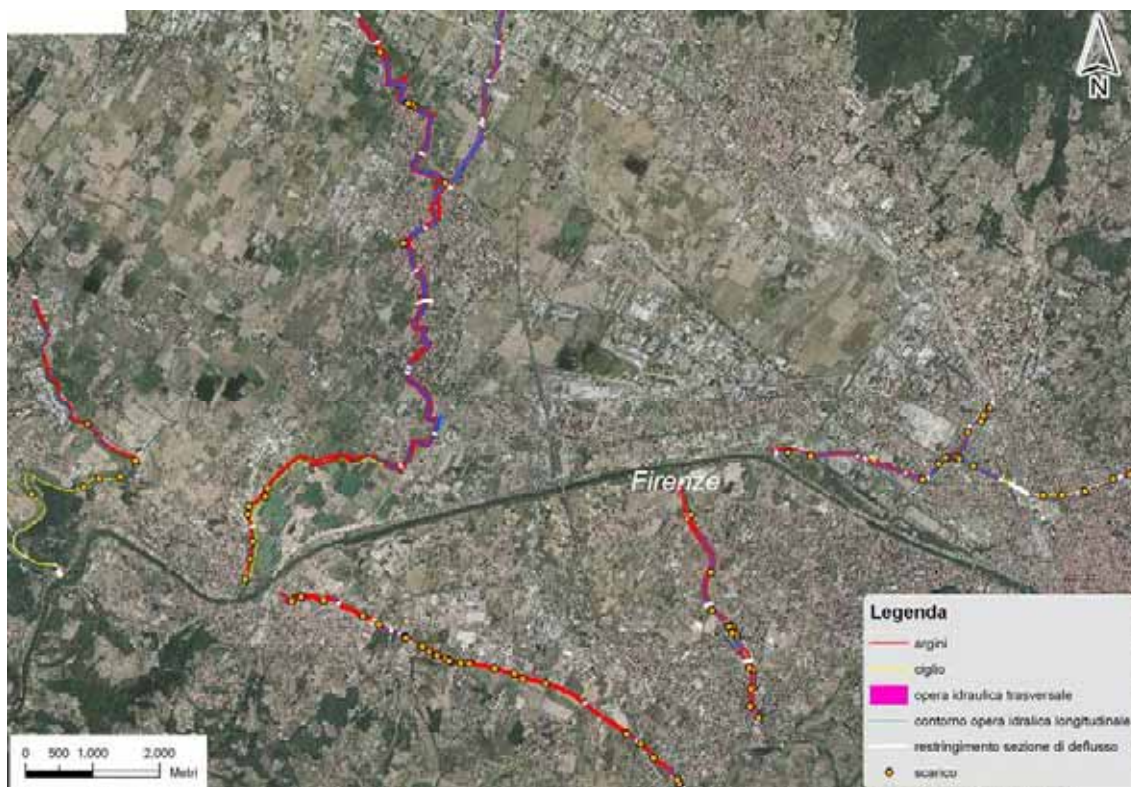 N
Firenze
Legenda
argini
ciglio
opera idraulica trasversale
contorno opera idralica longitudinale
restringimento sezione di deflusso
scarico
0 500 1.000 2.000
Metri